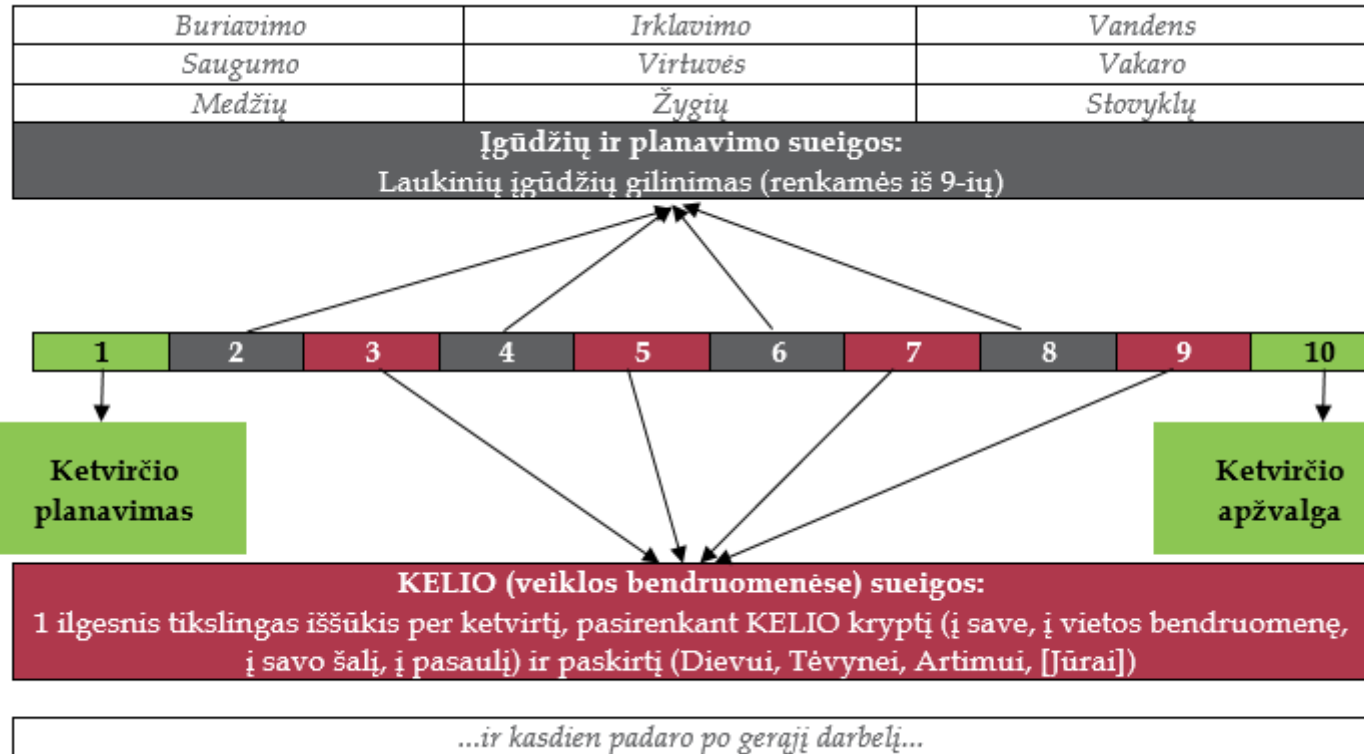 Buriavimo Irklavimo Vandens
Saugumo Virtuvės Vakaro
Medžių Žygių Stovyklų
Įgūdžių ir planavimo sueigos:
Laukinių įgūdžių gilinimas (renkamės iš 9-ių)
1 2 3 4 5 6 7 8 9 10
Ketvirčio
planavimas
Ketvirčio
apžvalga
KELIO (veiklos bendruomenėse) sueigos:
1 ilgesnis tikslingas iššūkis per ketvirtį, pasirenkant KELIO kryptį (į save, į vietos bendruomenę,
į savo šalį, į pasaulį) ir paskirtį (Dievui, Tėvynei, Artimui, [Jūrai])
...ir kasdien padaro po gerąjį darbelį...